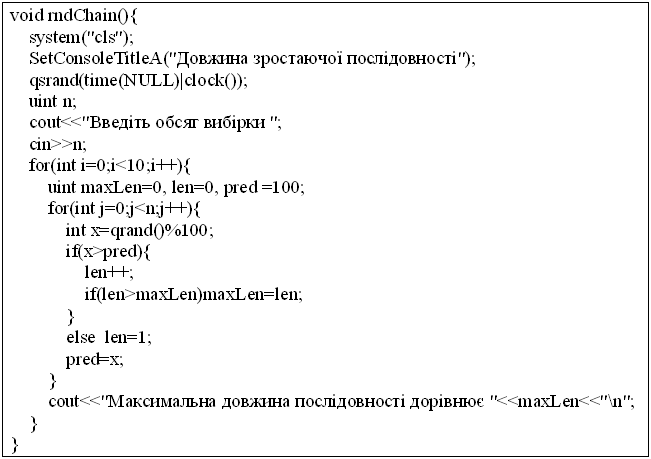 void rndChain(){
system("cls");
SetConsoleTitleA("Довжина зростаючої послідовності");
qsrand(time(NULL)|clock());
uint n;
cout<<"Введіть обсяг вибірки ";
cin>>n;
for(int i=0;i<10;i++){
uint maxLen=0, len=0, pred =100;
for(int j=0;j<n;j++){
int x=qrand()%100;
if(x>pred){
len++;
if(len>maxLen)maxLen=len;
}
else  len=1;
pred=x;
}
cout<<"Максимальна довжина послідовності дорівнює "<<maxLen<<"\n";
}
}